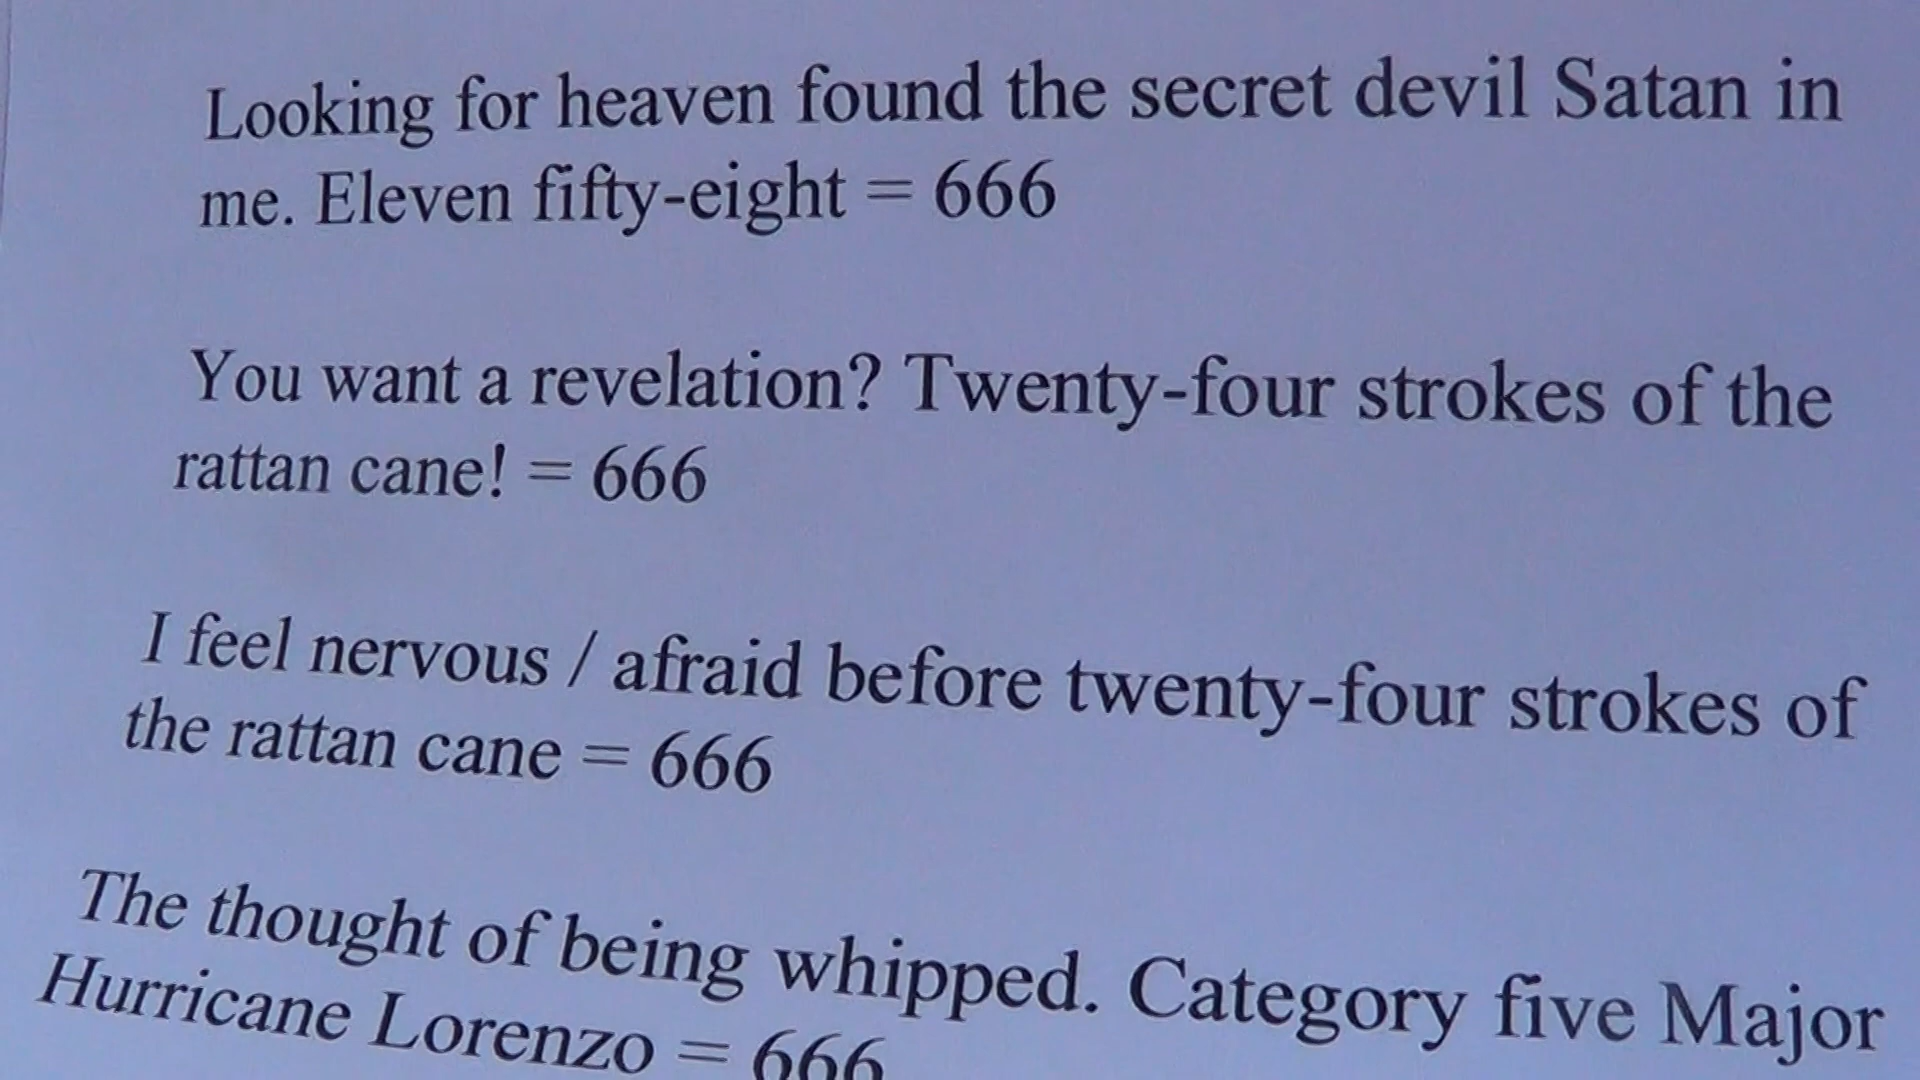 Looking for heaven found the secret devil Satan in
me. Eleven fifty-eight = 666
You want a revelation? Twenty-four strokes of the
rattan cane! = 666
I feel nervous / afraid before twenty-four strokes of
the rattan cane = 666
The thought of being whipped. Category five Major
Hurricane Lorenzo = 666